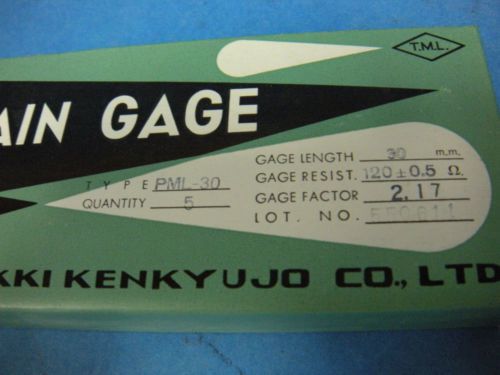 T.M.L.
AIN GAGE
GAGE LENGTH 30 m.m.
GAGE RESIST. 120 ± 0.5 Ω.
TYPE PML-30
GAGE FACTOR 2.17
QUANTITY 5
LOT. NO.
KKI KENKYUJO CO., LTD